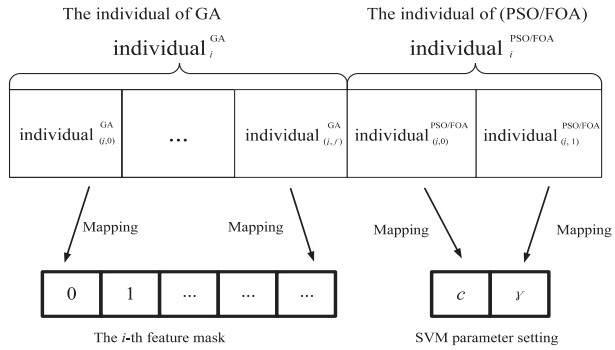 The individual of GA The individual of (PSO/FOA)
individual_i^GA individual_i^PSO/FOA
individual_(i,0)^GA ... individual_(i,f)^GA individual_(i,0)^PSO/FOA individual_(i, 1)^PSO/FOA
Mapping Mapping Mapping Mapping
0 1 ... ... ... c γ
The i-th feature mask SVM parameter setting